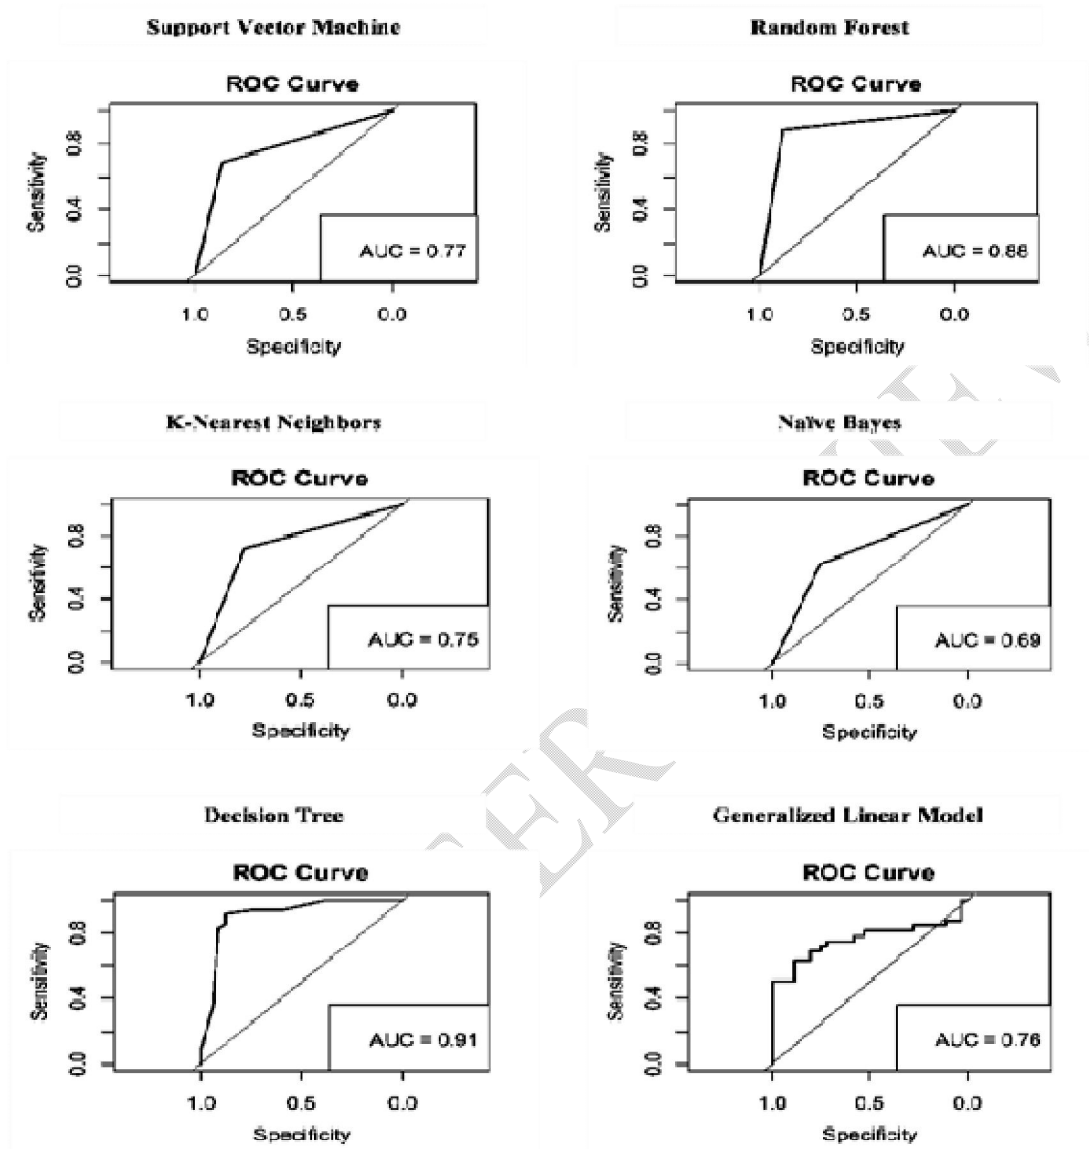 Support Vector Machine
ROC Curve
Sensitivity
0.0 0.4 0.8
AUC = 0.77
1.0 0.5 0.0
Specificity
Random Forest
ROC Curve
Sensitivity
0.0 0.4 0.8
AUC = 0.88
1.0 0.5 0.0
Specificity
K-Nearest Neighbors
ROC Curve
Sensitivity
0.0 0.4 0.8
AUC = 0.75
1.0 0.5 0.0
Specificity
Naïve Bayes
ROC Curve
Sensitivity
0.0 0.4 0.8
AUC = 0.69
1.0 0.5 0.0
Specificity
Decision Tree
ROC Curve
Sensitivity
0.0 0.4 0.8
AUC = 0.91
1.0 0.5 0.0
Specificity
Generalized Linear Model
ROC Curve
Sensitivity
0.0 0.4 0.8
AUC = 0.76
1.0 0.5 0.0
Specificity